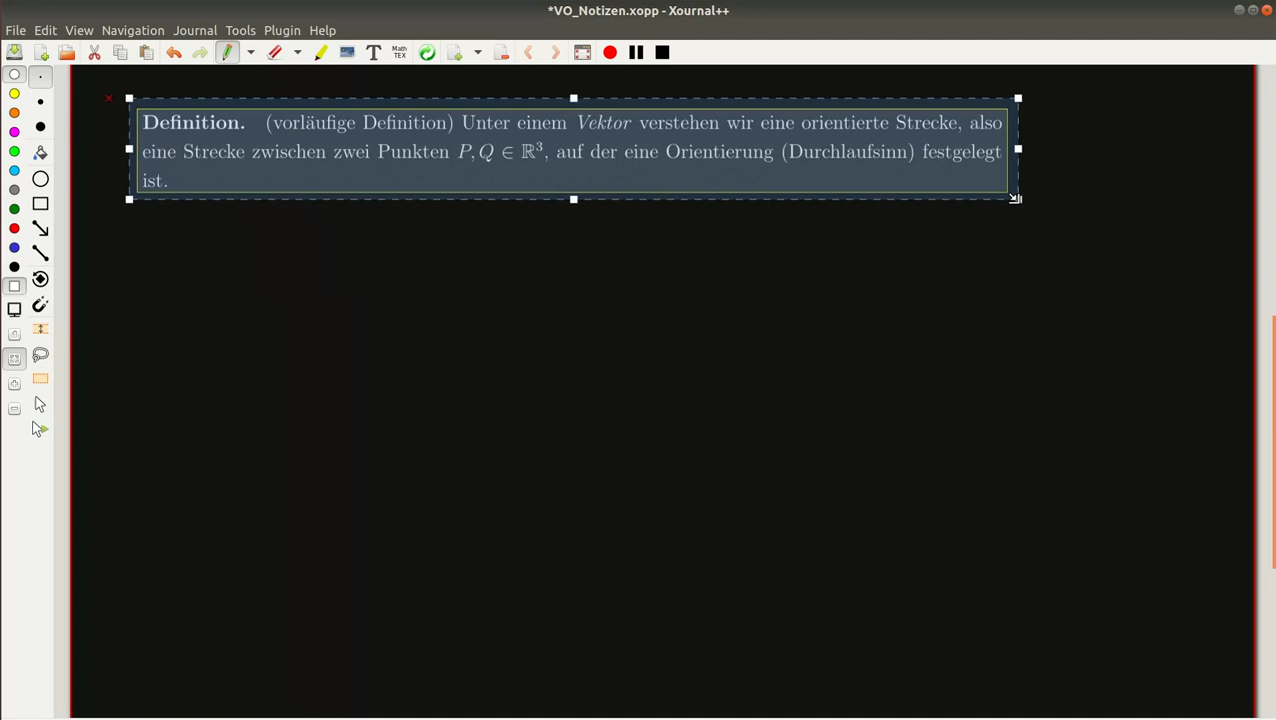 *VO_Notizen.xopp - Xournal++
File Edit View Navigation Journal Tools Plugin Help
Math
TEX
Definition. (vorläufige Definition) Unter einem Vektor verstehen wir eine orientierte Strecke, also
eine Strecke zwischen zwei Punkten P, Q ∈ ℝ³, auf der eine Orientierung (Durchlaufsinn) festgelegt
ist.